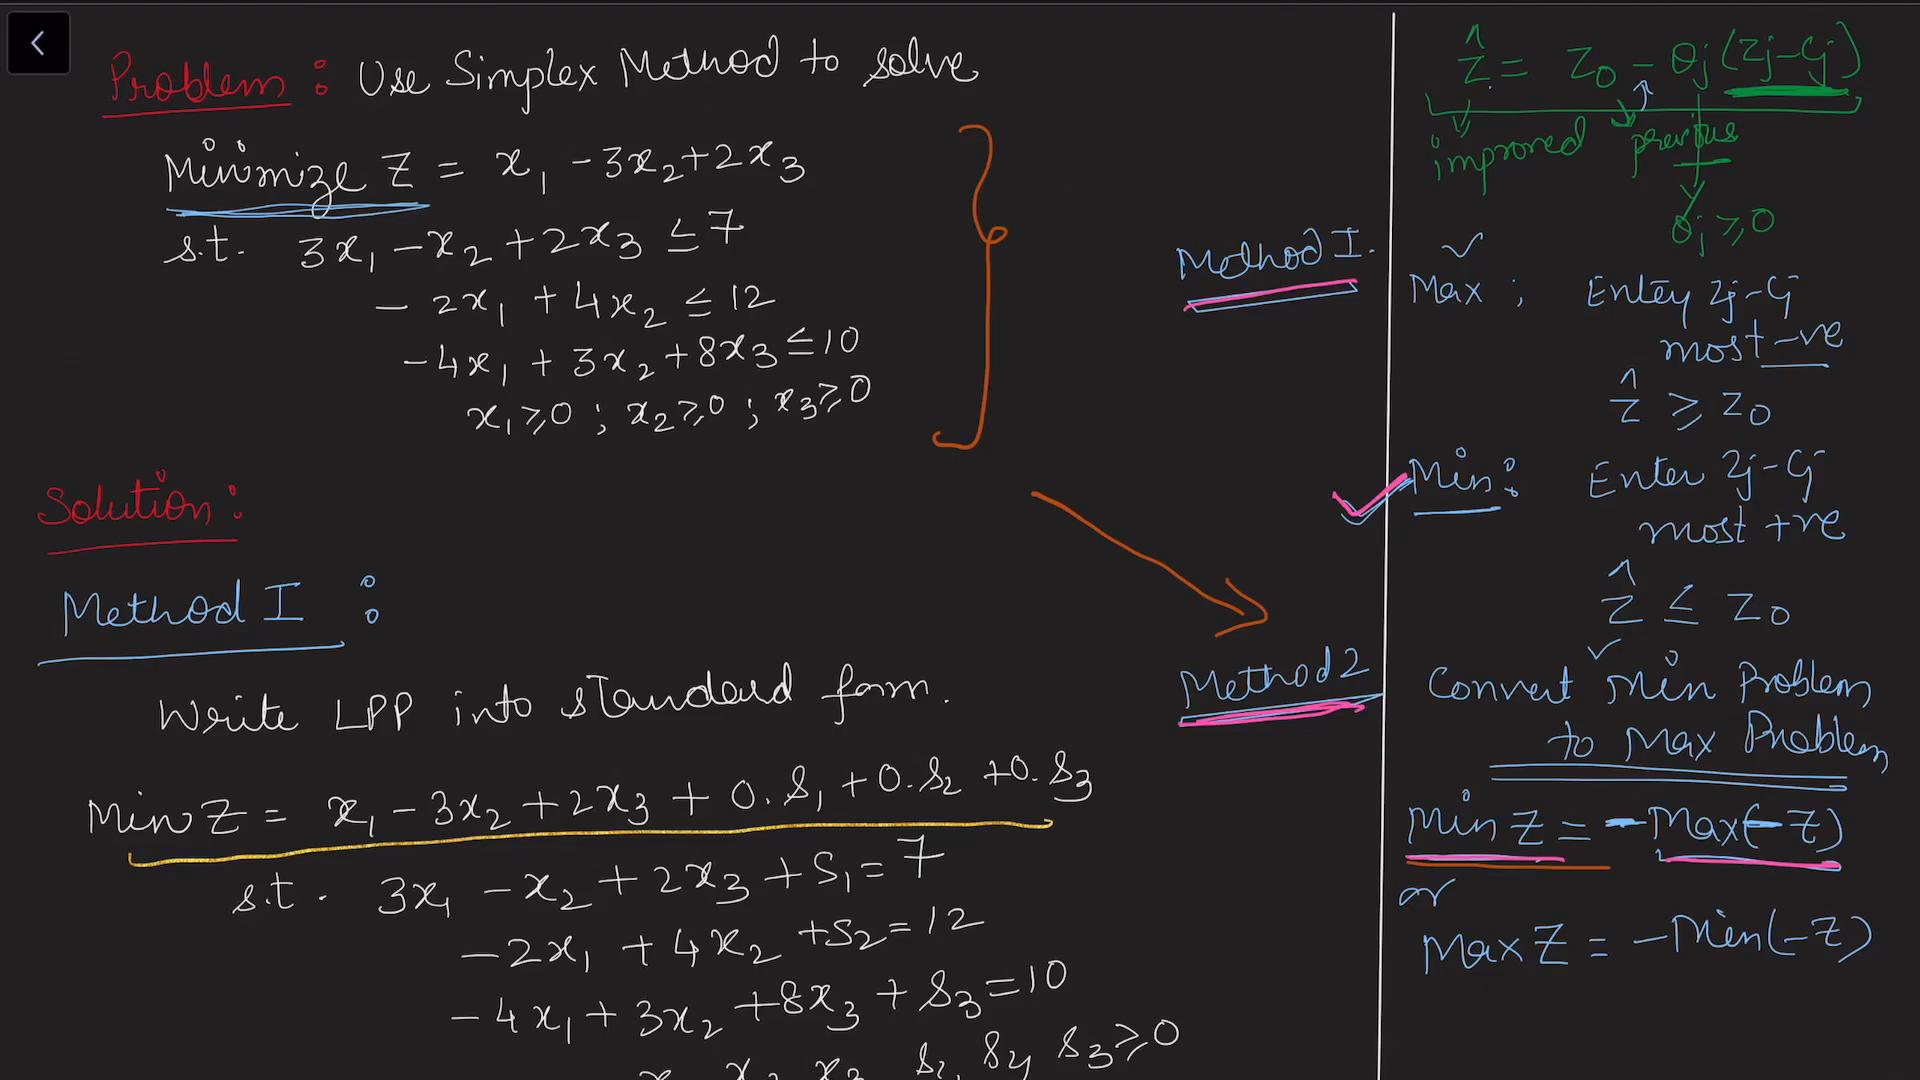 Problem : Use Simplex Method to solve
Minimize Z = x₁ - 3x₂ + 2x₃
s.t. 3x₁ - x₂ + 2x₃ ≤ 7
- 2x₁ + 4x₂ ≤ 12
- 4x₁ + 3x₂ + 8x₃ ≤ 10
x₁ ≥ 0 ; x₂ ≥ 0 ; x₃ ≥ 0
Solution :
Method I :
Write LPP into standard form.
Min Z = x₁ - 3x₂ + 2x₃ + 0.s₁ + 0.s₂ + 0.s₃
s.t. 3x₁ - x₂ + 2x₃ + s₁ = 7
- 2x₁ + 4x₂ + s₂ = 12
- 4x₁ + 3x₂ + 8x₃ + s₃ = 10
s₃ ≥ 0
Ẑ = Z₀ - θj (Zj - Cj)
improved previous
θj ≥ 0
Method I.
Max ; Entey Zj - Cj
most -ve
Ẑ ≥ Z₀
Min : Enter Zj - Cj
most +ve
Ẑ ≤ Z₀
Method 2
Convert Min Problem
to Max Problem
Min Z = - Max(-Z)
or
Max Z = - Min(-Z)